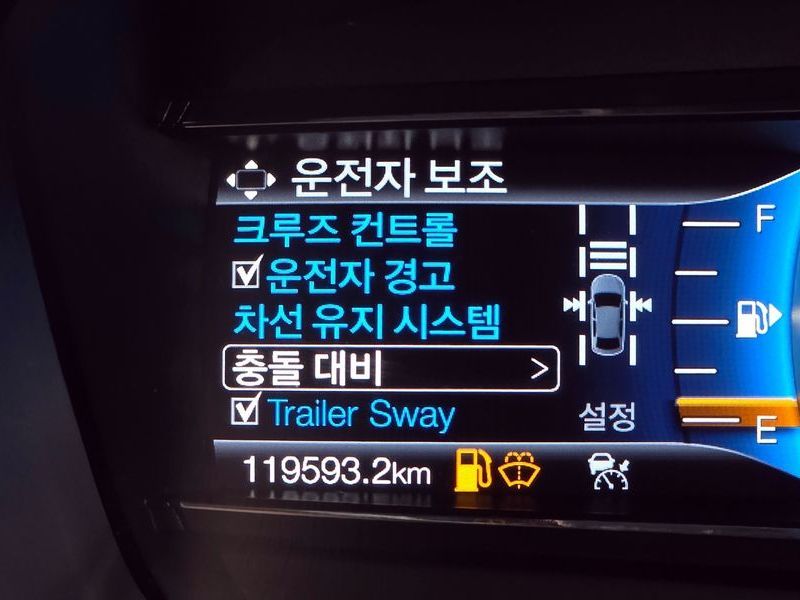 운전자 보조
크루즈 컨트롤
운전자 경고
차선 유지 시스템
충돌 대비 >
Trailer Sway
설정
119593.2km
F
E